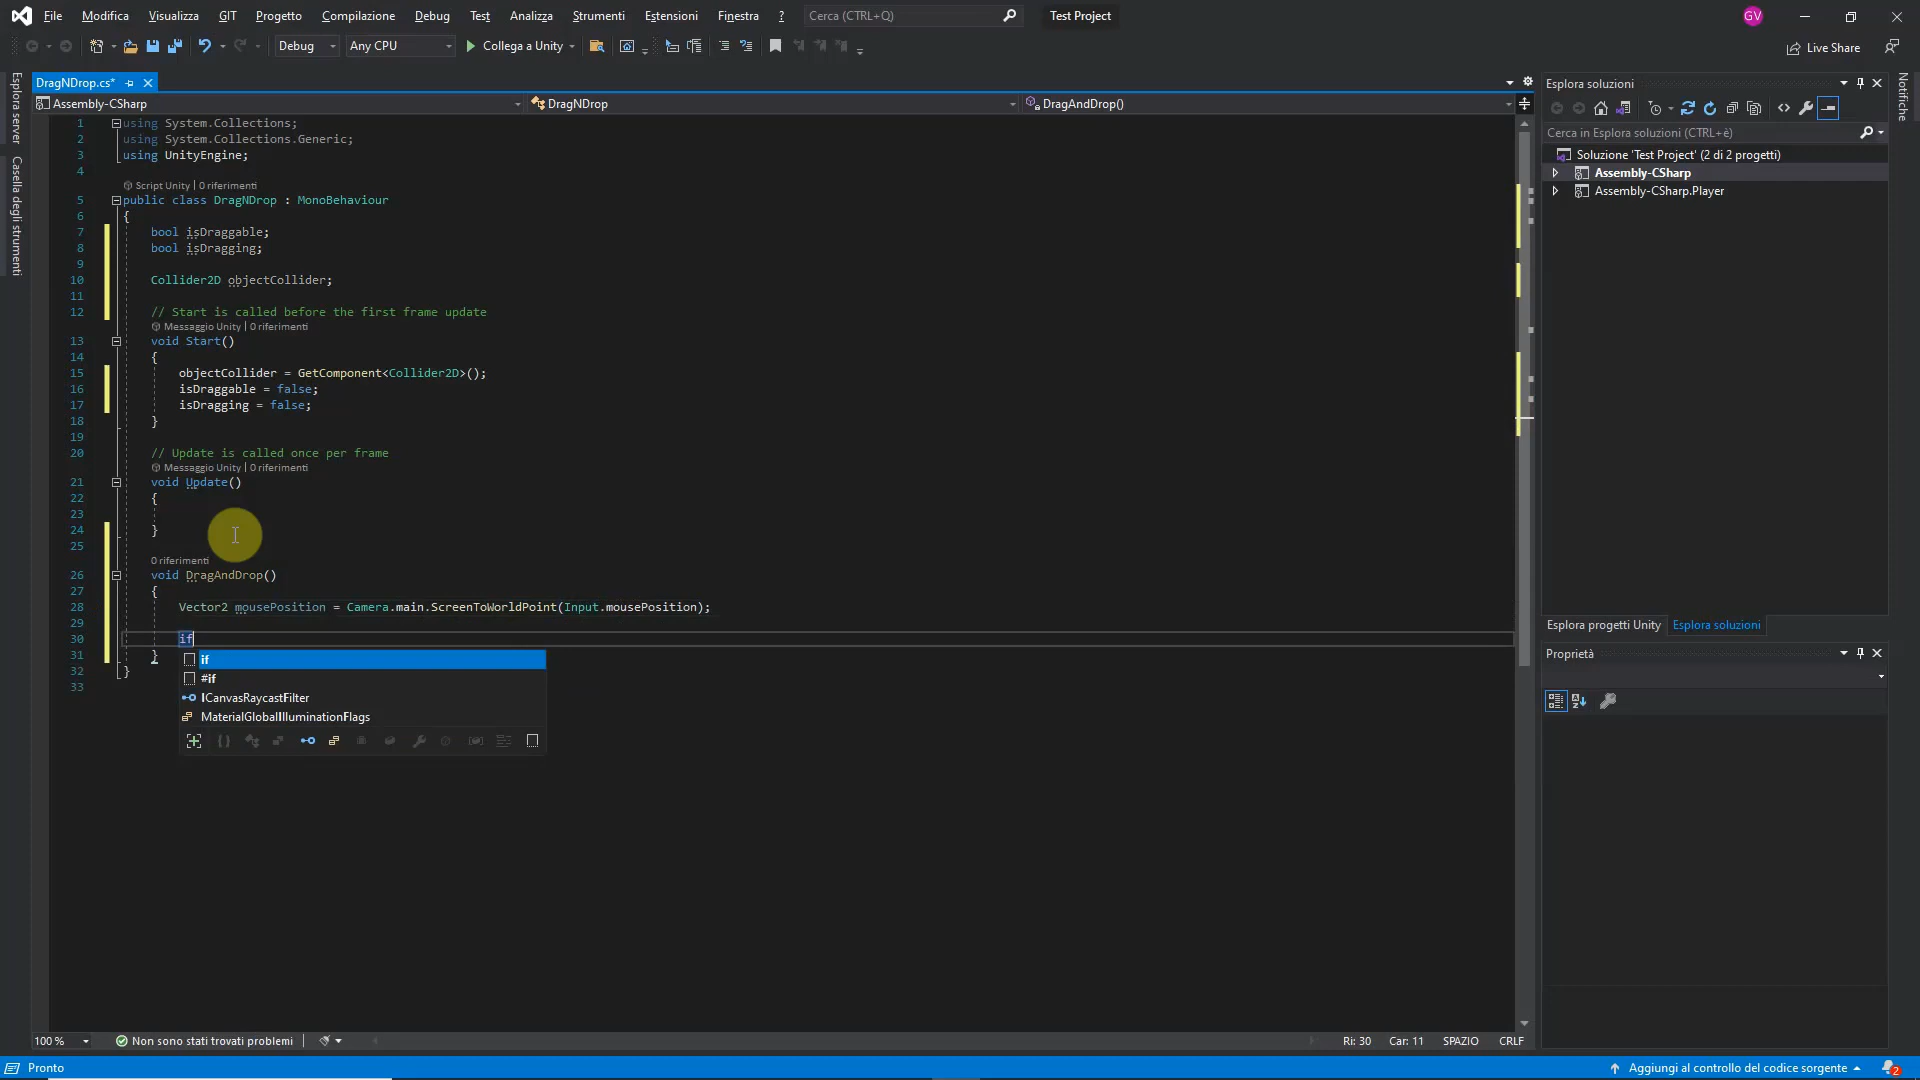 File Modifica Visualizza GIT Progetto Compilazione Debug Test Analizza Strumenti Estensioni Finestra ? Cerca (CTRL+Q) Test Project GV
Debug Any CPU Collega a Unity Live Share
Esplora server
Casella degli strumenti
DragNDrop.cs*
Assembly-CSharp DragNDrop DragAndDrop()
1 using System.Collections;
2 using System.Collections.Generic;
3 using UnityEngine;
4
Script Unity | 0 riferimenti
5 public class DragNDrop : MonoBehaviour
6 {
7 bool isDraggable;
8 bool isDragging;
9
10 Collider2D objectCollider;
11
12 // Start is called before the first frame update
Messaggio Unity | 0 riferimenti
13 void Start()
14 {
15 objectCollider = GetComponent<Collider2D>();
16 isDraggable = false;
17 isDragging = false;
18 }
19
20 // Update is called once per frame
Messaggio Unity | 0 riferimenti
21 void Update()
22 {
23
24 }
25
0 riferimenti
26 void DragAndDrop()
27 {
28 Vector2 mousePosition = Camera.main.ScreenToWorldPoint(Input.mousePosition);
29
30 if
31 }
32 }
33
if
#if
ICanvasRaycastFilter
MaterialGlobalIlluminationFlags
100 % Non sono stati trovati problemi Ri: 30 Car: 11 SPAZIO CRLF
Esplora soluzioni
Cerca in Esplora soluzioni (CTRL+è)
Soluzione 'Test Project' (2 di 2 progetti)
Assembly-CSharp
Assembly-CSharp.Player
Esplora progetti Unity Esplora soluzioni
Proprietà
Notifiche
Pronto Aggiungi al controllo del codice sorgente 2